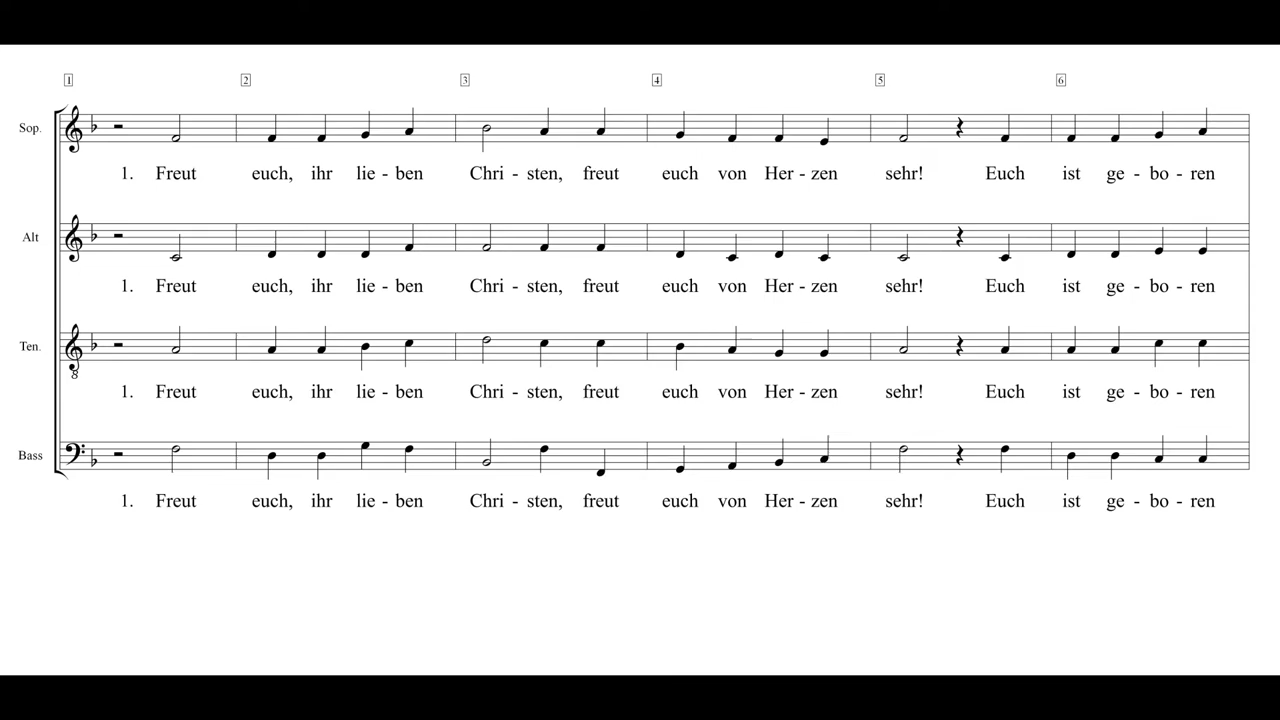 1 2 3 4 5 6
Sop.
1. Freut euch, ihr lie - ben Chri - sten, freut euch von Her - zen sehr! Euch ist ge - bo - ren
Alt
1. Freut euch, ihr lie - ben Chri - sten, freut euch von Her - zen sehr! Euch ist ge - bo - ren
Ten.
8
1. Freut euch, ihr lie - ben Chri - sten, freut euch von Her - zen sehr! Euch ist ge - bo - ren
Bass
1. Freut euch, ihr lie - ben Chri - sten, freut euch von Her - zen sehr! Euch ist ge - bo - ren